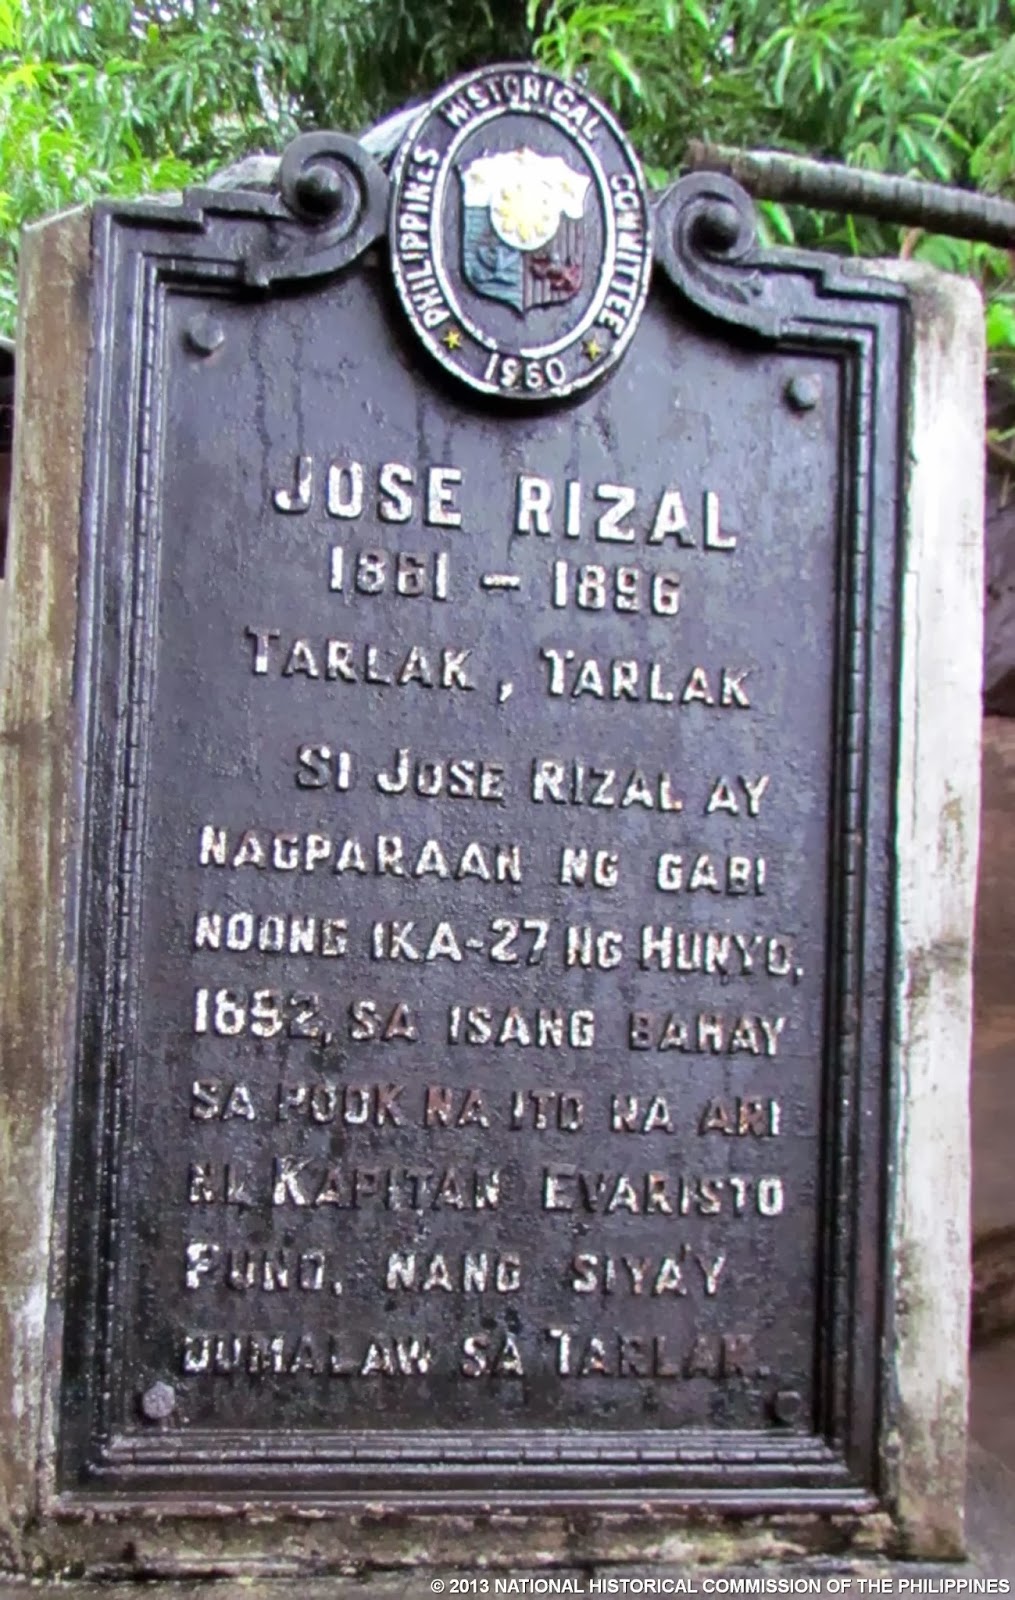 PHILIPPINES HISTORICAL COMMITTEE
1960
JOSE RIZAL
1861 – 1896
TARLAK, TARLAK
SI JOSE RIZAL AY
NAGPARAAN NG GABI
NOONG IKA-27 NG HUNYO,
1892, SA ISANG BAHAY
SA POOK NA ITO NA ARI
NI KAPITAN EVARISTO
PUNO, NANG SIYA'Y
DUMALAW SA TARLAK.
© 2013 NATIONAL HISTORICAL COMMISSION OF THE PHILIPPINES